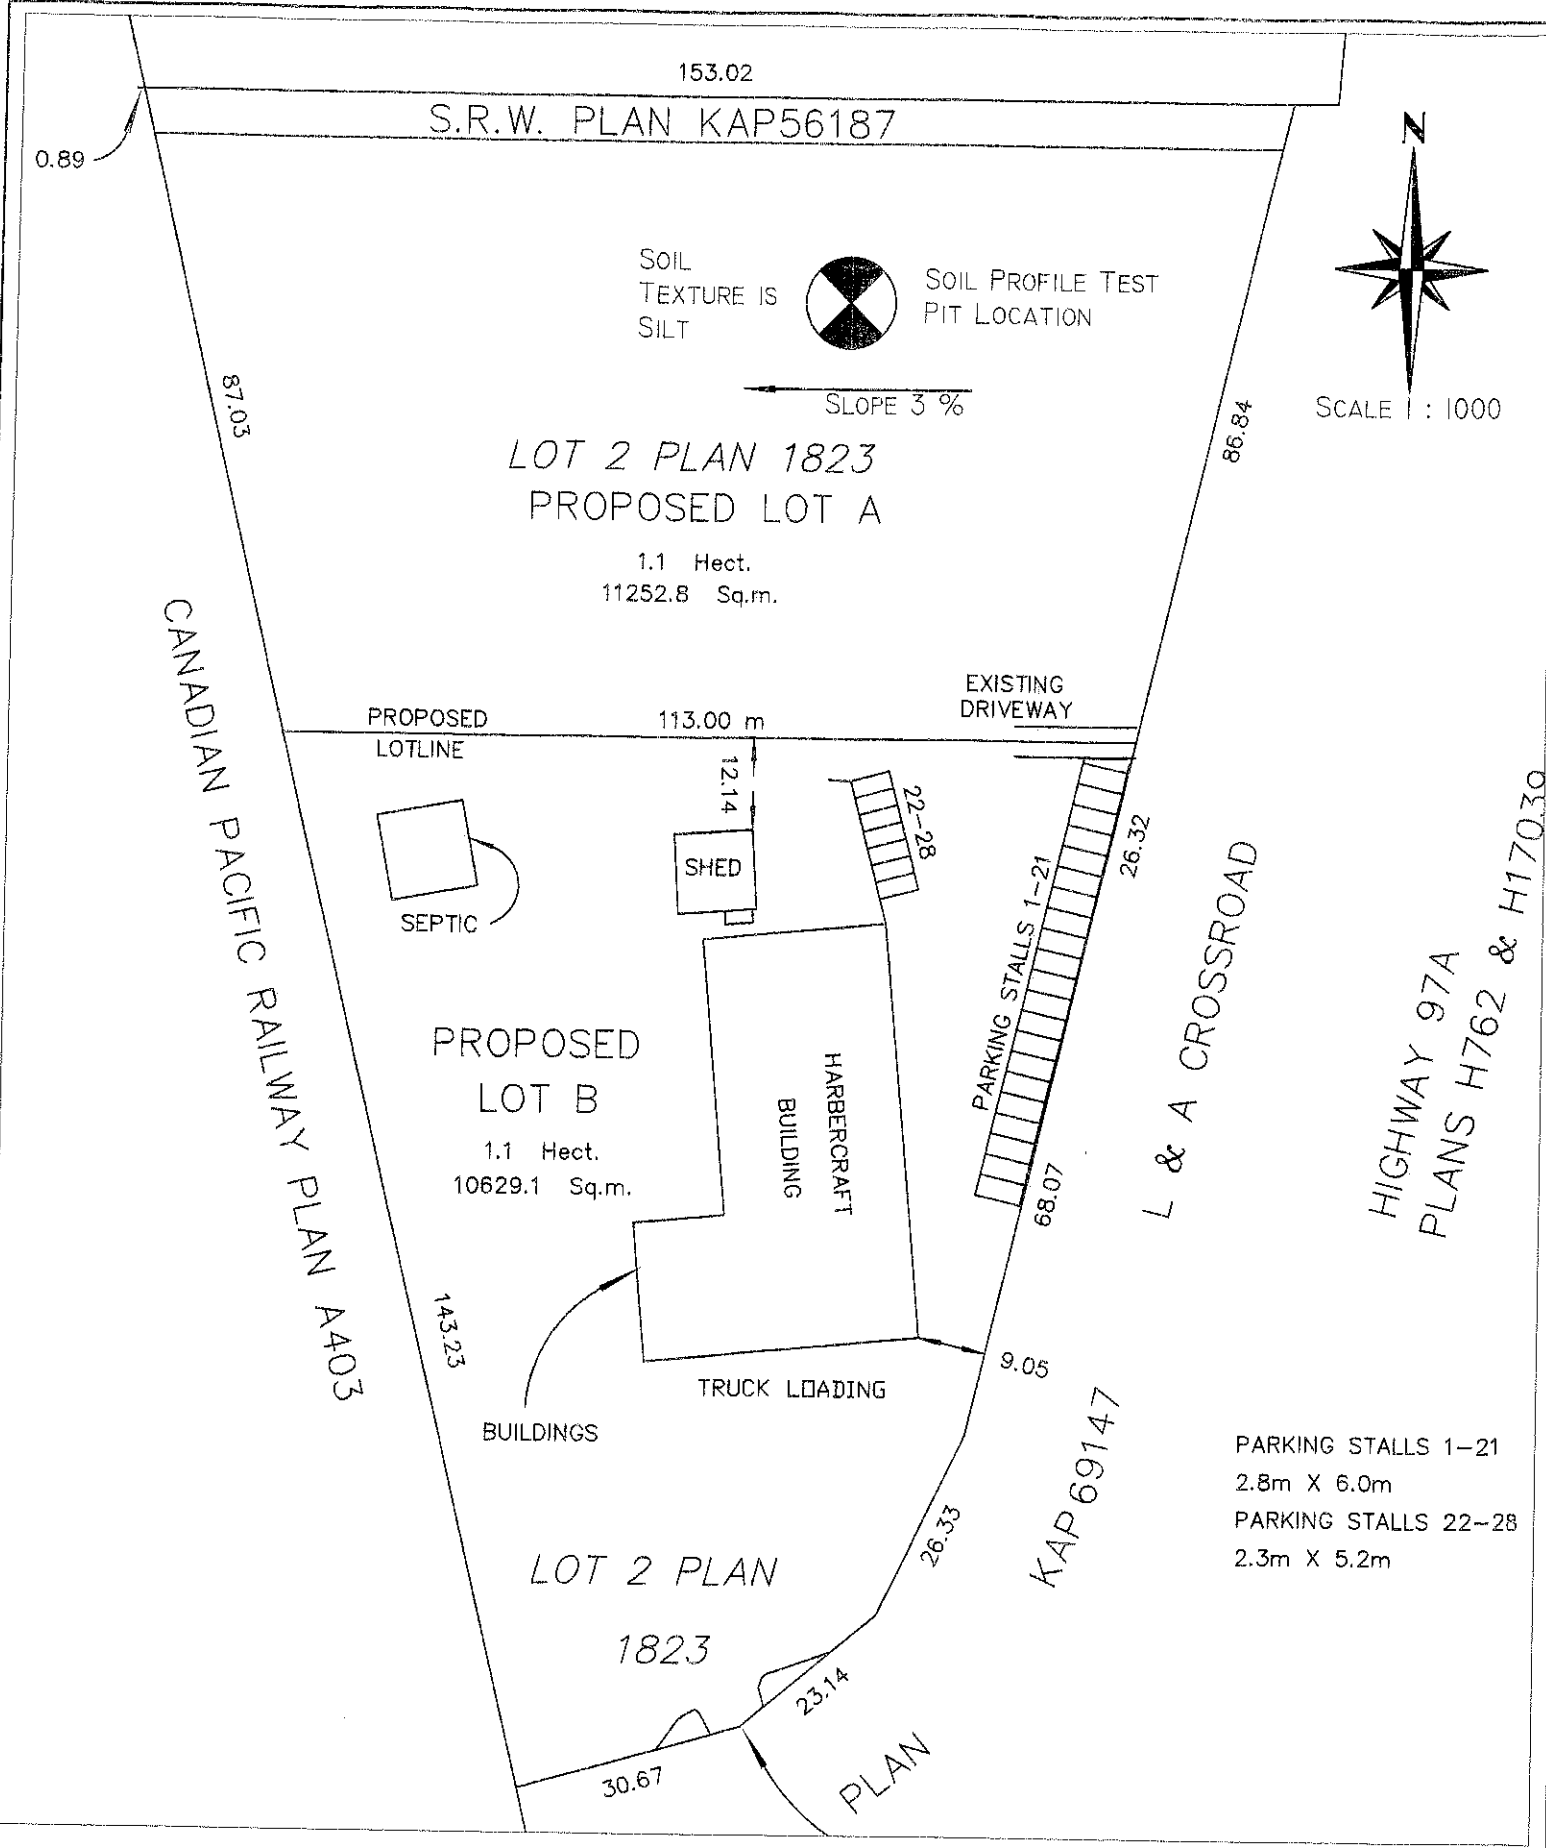 153.02
S.R.W. PLAN KAP56187
0.89
N
SOIL
TEXTURE IS
SILT
SOIL PROFILE TEST
PIT LOCATION
SLOPE 3 %
SCALE 1 : 1000
87.03
86.84
LOT 2 PLAN 1823
PROPOSED LOT A
1.1 Hect.
11252.8 Sq.m.
CANADIAN PACIFIC RAILWAY PLAN A403
PROPOSED
LOTLINE
113.00 m
EXISTING
DRIVEWAY
12.14
22-28
26.32
SHED
SEPTIC
PARKING STALLS 1-21
L & A CROSSROAD
HIGHWAY 97A
PLANS H762 & H17039
PROPOSED
LOT B
1.1 Hect.
10629.1 Sq.m.
HARBERCRAFT
BUILDING
68.07
143.23
9.05
TRUCK LOADING
BUILDINGS
KAP69147
PARKING STALLS 1-21
2.8m X 6.0m
PARKING STALLS 22-28
2.3m X 5.2m
26.33
LOT 2 PLAN
1823
23.14
30.67
PLAN